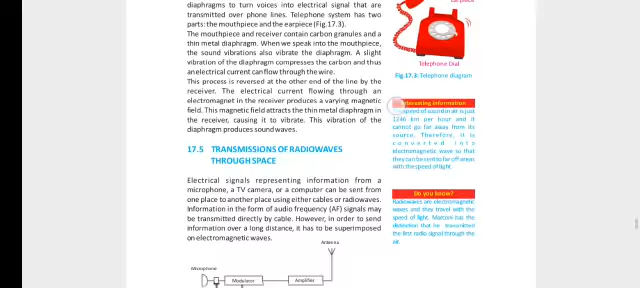 diaphragms to turn voices into electrical signal that are
transmitted over phone lines. Telephone system has two
parts: the mouthpiece and the earpiece (Fig.17.3).
The mouthpiece and receiver contain carbon granules and a
thin metal diaphragm. When we speak into the mouthpiece,
the sound vibrations also vibrate the diaphragm. A slight
vibration of the diaphragm compresses the carbon and thus
an electrical current can flow through the wire.
This process is reversed at the other end of the line by the
receiver. The electrical current flowing through an
electromagnet in the receiver produces a varying magnetic
field. This magnetic field attracts the thin metal diaphragm in
the receiver, causing it to vibrate. This vibration of the
diaphragm produces sound waves.
17.5 TRANSMISSIONS OF RADIOWAVES
THROUGH SPACE
Electrical signals representing information from a
microphone, a TV camera, or a computer can be sent from
one place to another place using either cables or radiowaves.
Information in the form of audio frequency (AF) signals may
be transmitted directly by cable. However, in order to send
information over a long distance, it has to be superimposed
on electromagnetic waves.
Antenna
Microphone
Modulator
Amplifier
Telephone Dial
Fig.17.3: Telephone diagram
Interesting information
speed of sound in air is just
1246 km per hour and it
cannot go far away from its
source. Therefore, it is
converted into
electromagnetic wave so that
they can be sent to far off areas
with the speed of light.
Do you know?
Radiowaves are electromagnetic
waves and they travel with the
speed of light. Marconi has the
distinction that he transmitted
the first radio signal through the
air.